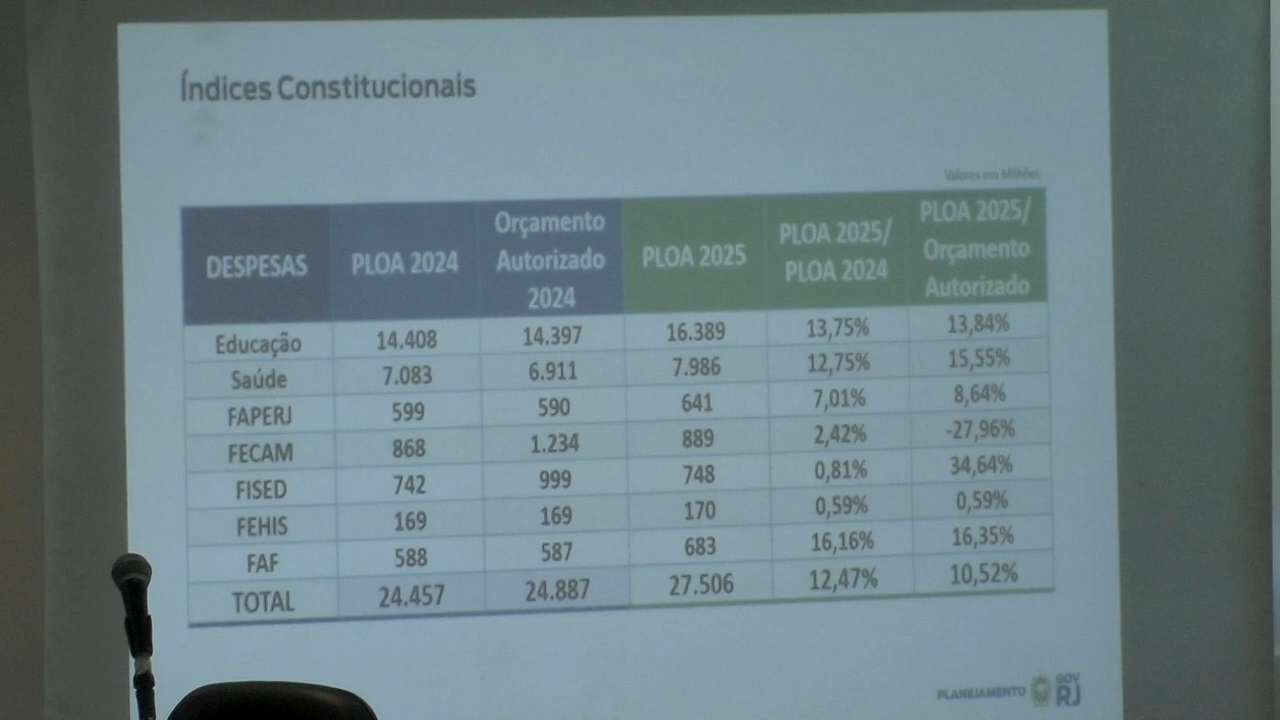 Índices Constitucionais
Valores em Milhões
DESPESAS PLOA 2024 Orçamento Autorizado 2024 PLOA 2025 PLOA 2025/ PLOA 2024 PLOA 2025/ Orçamento Autorizado
Educação 14.408 14.397 16.389 13,75% 13,84%
Saúde 7.083 6.911 7.986 12,75% 15,55%
FAPERJ 599 590 641 7,01% 8,64%
FECAM 868 1.234 889 2,42% -27,96%
FISED 742 999 748 0,81% 34,64%
FEHIS 169 169 170 0,59% 0,59%
FAF 588 587 683 16,16% 16,35%
TOTAL 24.457 24.887 27.506 12,47% 10,52%
PLANEJAMENTO GOV RJ